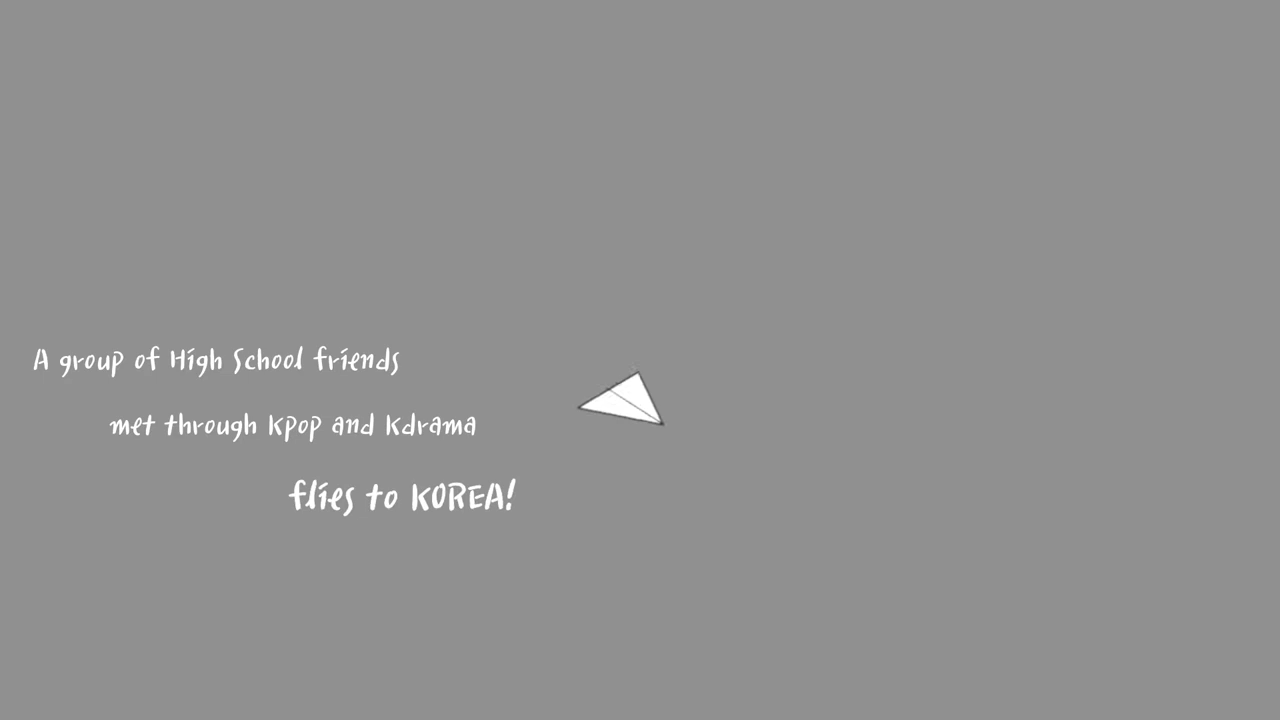 A group of High School friends
met through Kpop and Kdrama
flies to KOREA!